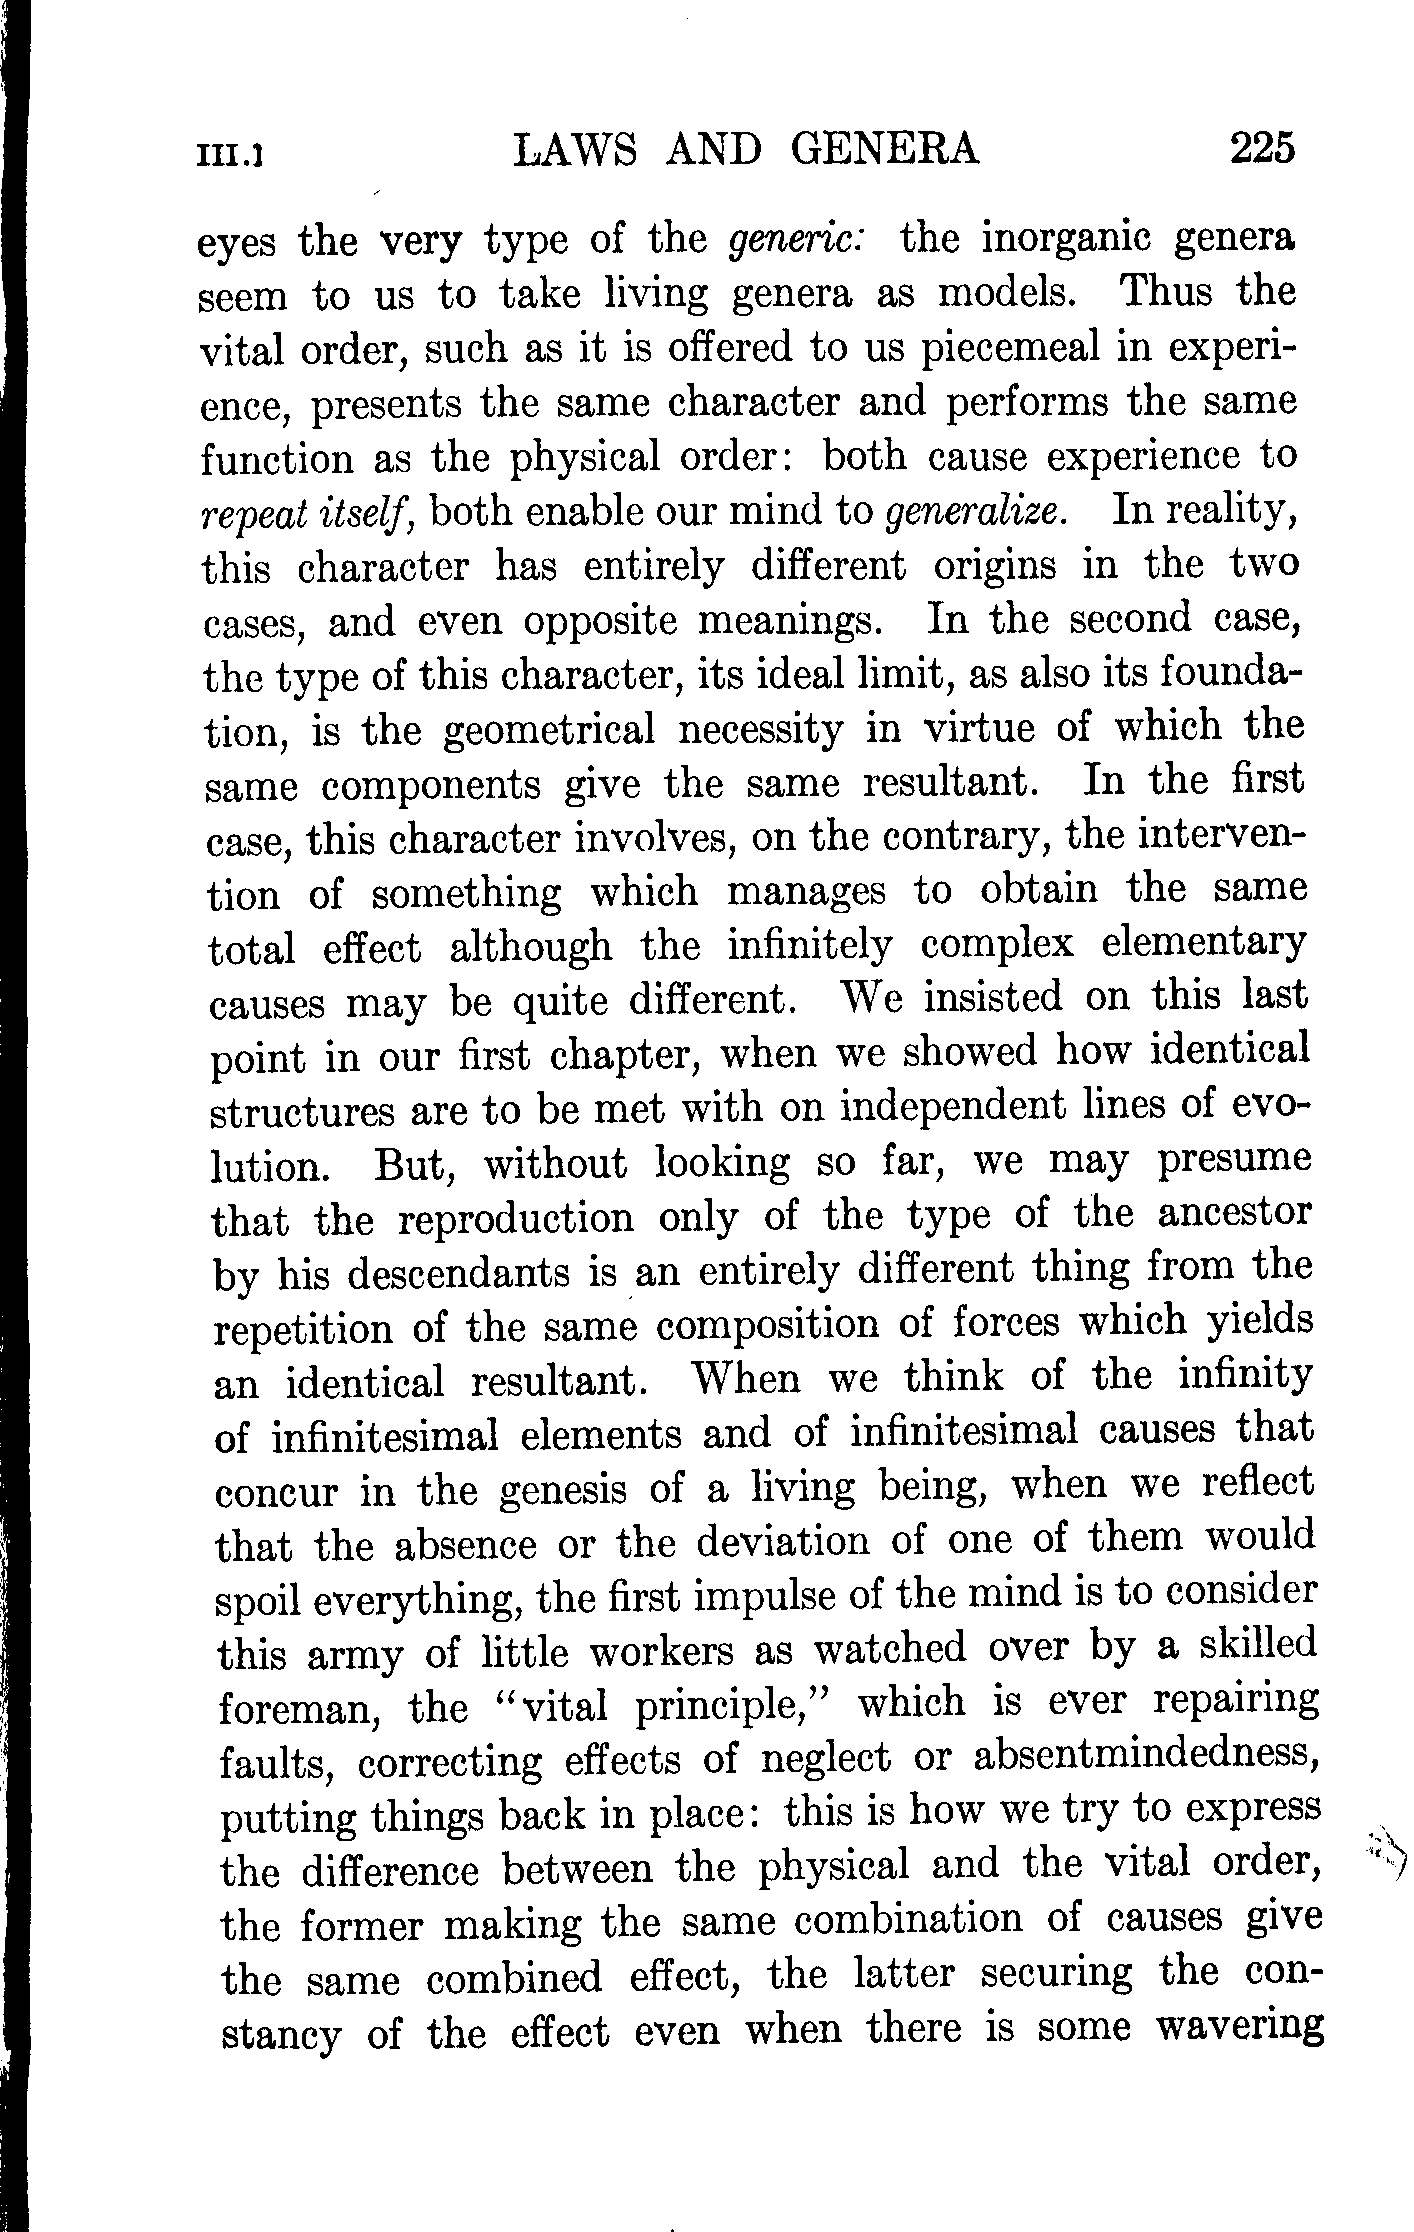 III.] LAWS AND GENERA 225
eyes the very type of the generic: the inorganic genera
seem to us to take living genera as models. Thus the
vital order, such as it is offered to us piecemeal in experi-
ence, presents the same character and performs the same
function as the physical order: both cause experience to
repeat itself, both enable our mind to generalize. In reality,
this character has entirely different origins in the two
cases, and even opposite meanings. In the second case,
the type of this character, its ideal limit, as also its founda-
tion, is the geometrical necessity in virtue of which the
same components give the same resultant. In the first
case, this character involves, on the contrary, the interven-
tion of something which manages to obtain the same
total effect although the infinitely complex elementary
causes may be quite different. We insisted on this last
point in our first chapter, when we showed how identical
structures are to be met with on independent lines of evo-
lution. But, without looking so far, we may presume
that the reproduction only of the type of the ancestor
by his descendants is an entirely different thing from the
repetition of the same composition of forces which yields
an identical resultant. When we think of the infinity
of infinitesimal elements and of infinitesimal causes that
concur in the genesis of a living being, when we reflect
that the absence or the deviation of one of them would
spoil everything, the first impulse of the mind is to consider
this army of little workers as watched over by a skilled
foreman, the "vital principle," which is ever repairing
faults, correcting effects of neglect or absentmindedness,
putting things back in place: this is how we try to express
the difference between the physical and the vital order,
the former making the same combination of causes give
the same combined effect, the latter securing the con-
stancy of the effect even when there is some wavering